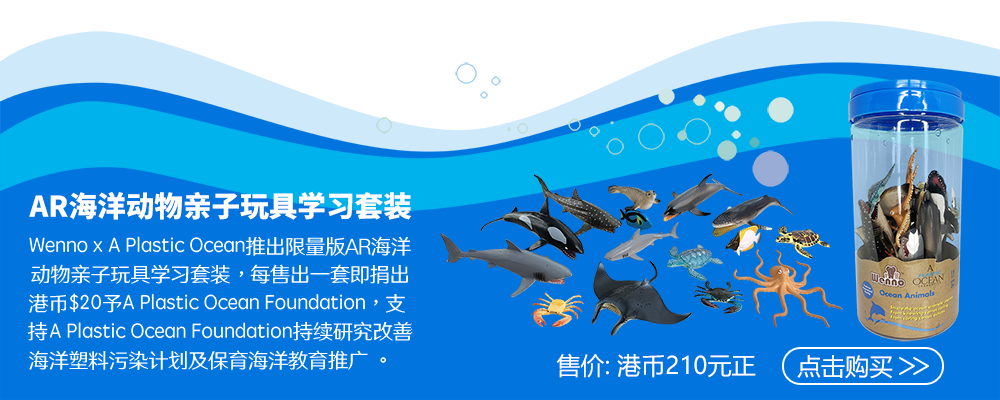 AR海洋动物亲子玩具学习套装
Wenno x A Plastic Ocean推出限量版AR海洋
动物亲子玩具学习套装，每售出一套即捐出
港币$20予A Plastic Ocean Foundation，支
持A Plastic Ocean Foundation持续研究改善
海洋塑料污染计划及保育海洋教育推广 。
售价: 港币210元正
点击购买 >>
Wenno
A
OCEAN
Ocean Animals